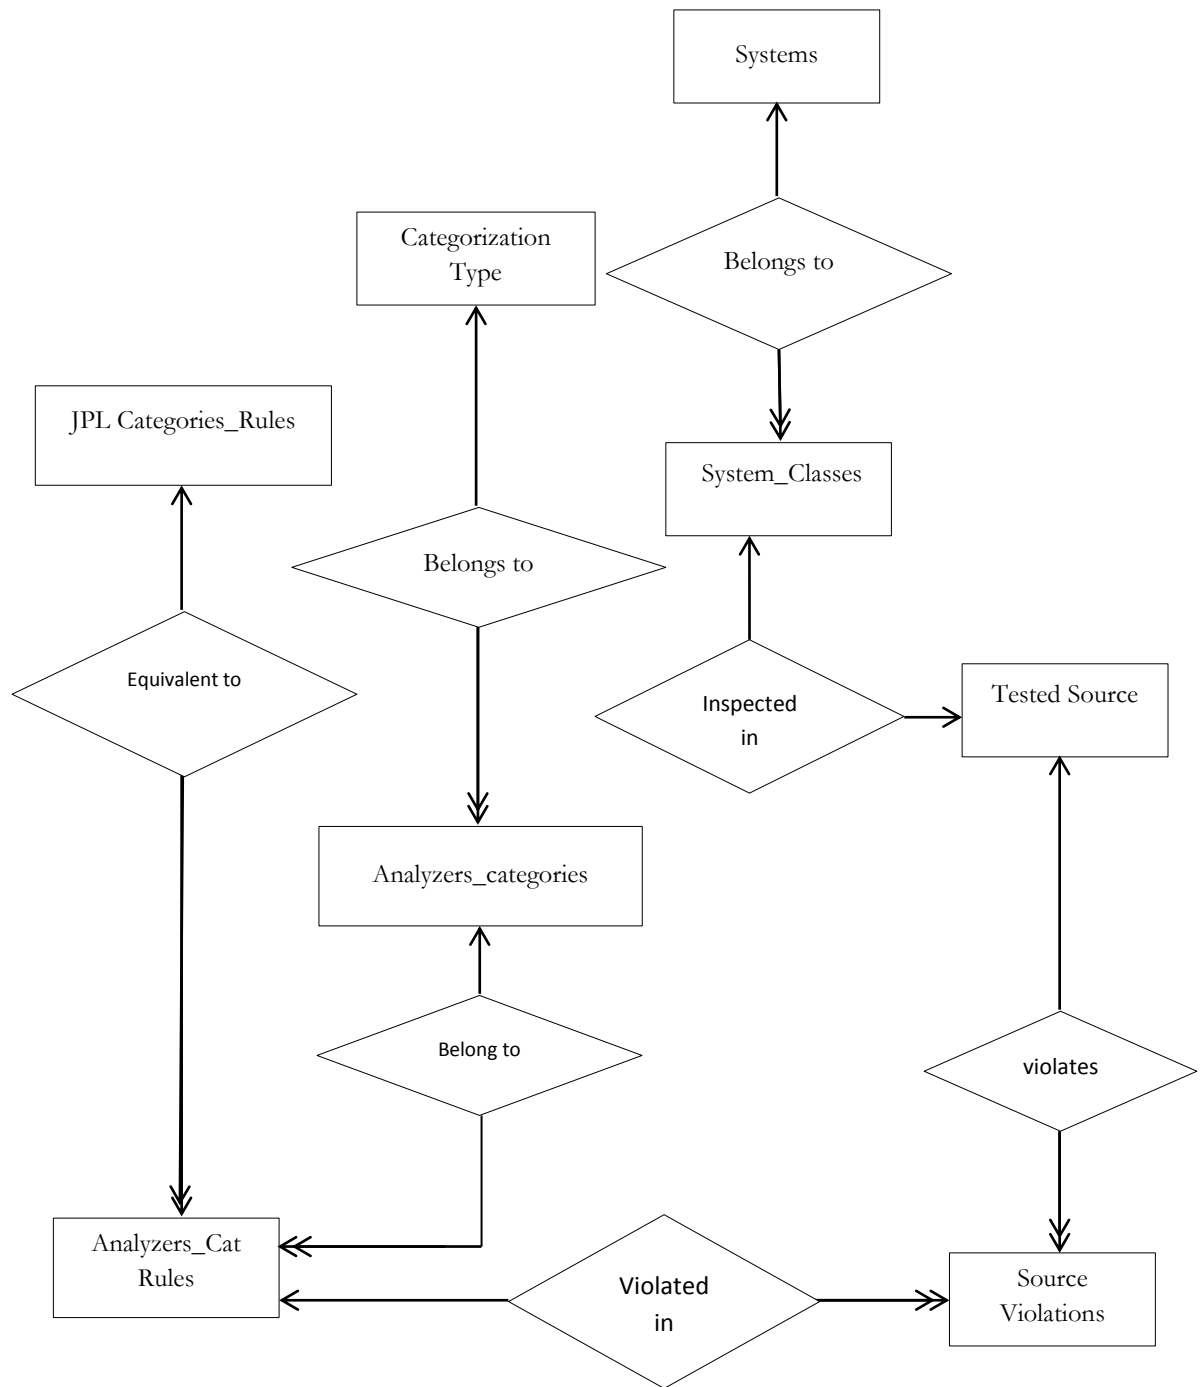 Systems
Categorization
Type
Belongs to
JPL Categories_Rules
System_Classes
Belongs to
Equivalent to
Inspected
in
Tested Source
Analyzers_categories
Belong to
violates
Analyzers_Cat
Rules
Violated
in
Source
Violations